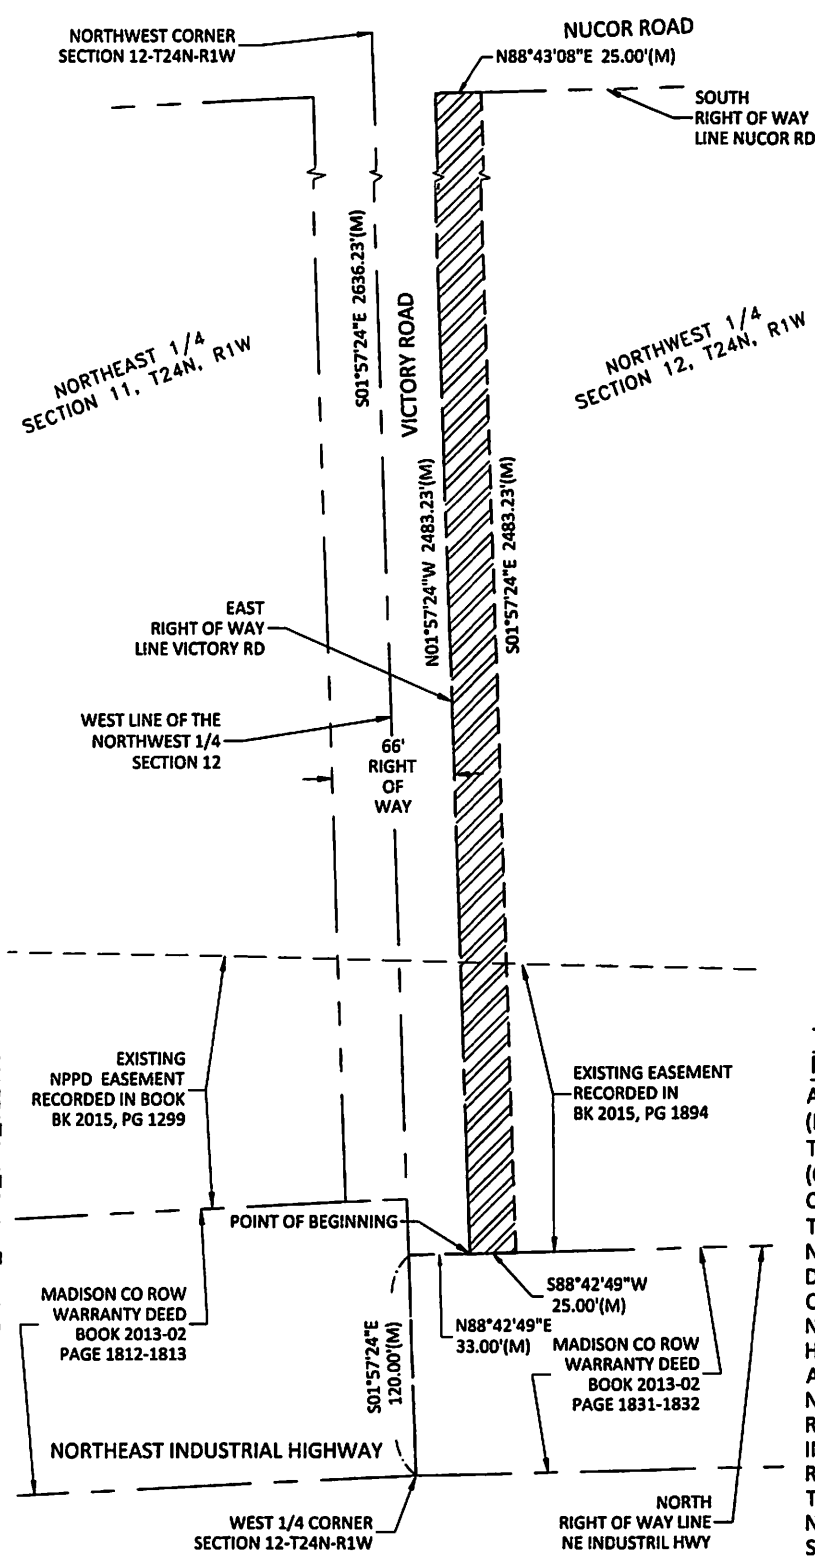 NORTHWEST CORNER
SECTION 12-T24N-R1W
NUCOR ROAD
N88°43'08"E 25.00'(M)
SOUTH
RIGHT OF WAY
LINE NUCOR RD
S01°57'24"E 2636.23'(M)
VICTORY ROAD
NORTHEAST 1/4
SECTION 11, T24N, R1W
NORTHWEST 1/4
SECTION 12, T24N, R1W
N01°57'24"W 2483.23'(M)
S01°57'24"E 2483.23'(M)
EAST
RIGHT OF WAY
LINE VICTORY RD
WEST LINE OF THE
NORTHWEST 1/4
SECTION 12
66'
RIGHT
OF
WAY
EXISTING
NPPD EASEMENT
RECORDED IN BOOK
BK 2015, PG 1299
EXISTING EASEMENT
RECORDED IN
BK 2015, PG 1894
POINT OF BEGINNING
S88°42'49"W
25.00'(M)
N88°42'49"E
33.00'(M)
MADISON CO ROW
WARRANTY DEED
BOOK 2013-02
PAGE 1812-1813
S01°57'24"E
120.00'(M)
MADISON CO ROW
WARRANTY DEED
BOOK 2013-02
PAGE 1831-1832
NORTHEAST INDUSTRIAL HIGHWAY
WEST 1/4 CORNER
SECTION 12-T24N-R1W
NORTH
RIGHT OF WAY LINE
NE INDUSTRIL HWY